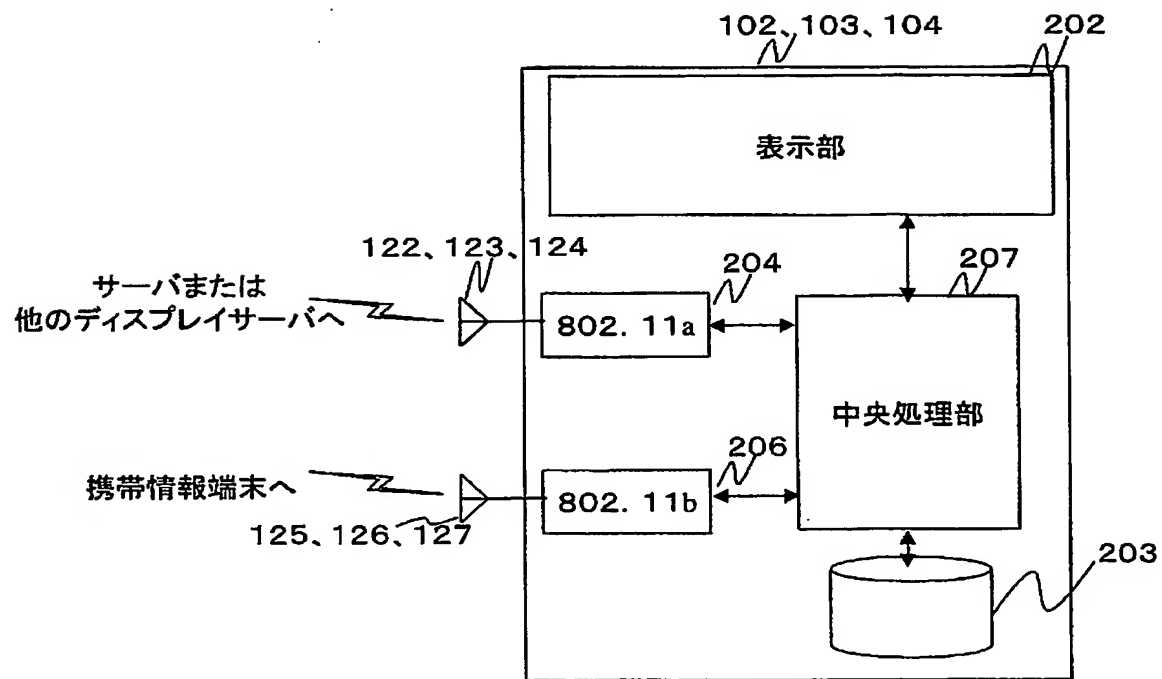 102、103、104
202
表示部
122、123、124
204
207
サーバまたは
他のディスプレイサーバへ
802. 11a
中央処理部
206
携帯情報端末へ
802. 11b
125、126、127
203